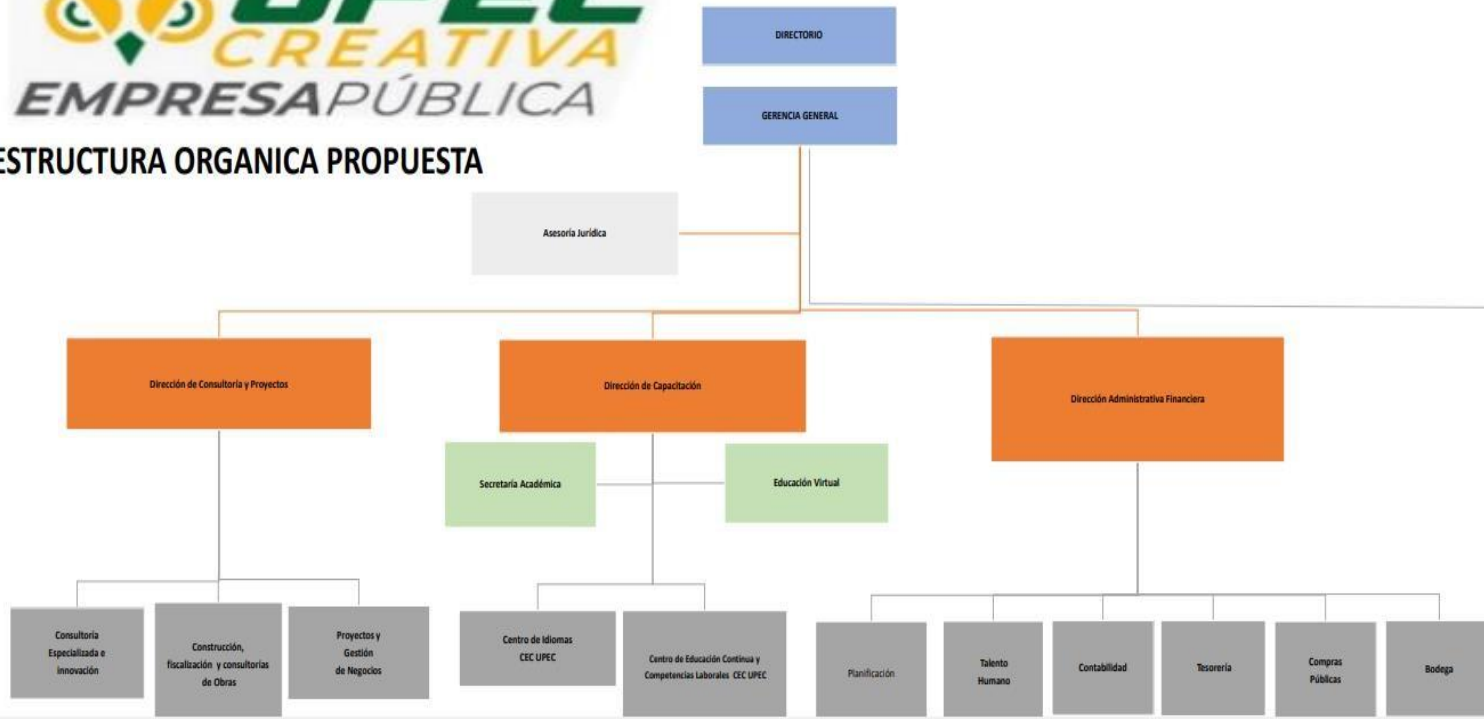 UPEC
CREATIVA
EMPRESAPÚBLICA
ESTRUCTURA ORGANICA PROPUESTA
DIRECTORIO
GERENCIA GENERAL
Asesoría Jurídica
Dirección de Consultoría y Proyectos
Dirección de Capacitación
Dirección Administrativa Financiera
Secretaría Académica
Educación Virtual
Consultoría
Especializada e
innovación
Construcción,
fiscalización y consultorías
de Obras
Proyectos y
Gestión
de Negocios
Centro de Idiomas
CEC UPEC
Centro de Educación Continua y
Competencias Laborales CEC UPEC
Planificación
Talento
Humano
Contabilidad
Tesorería
Compras
Públicas
Bodega